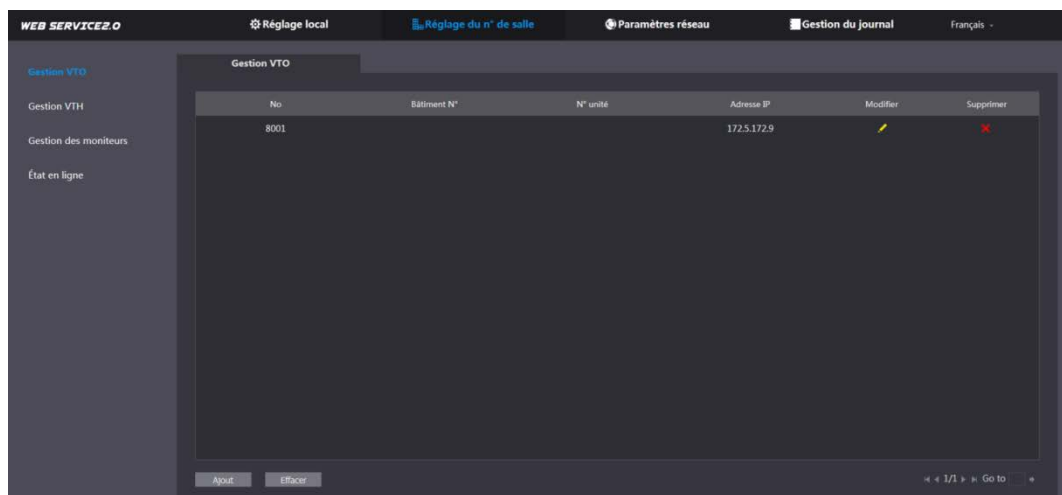 WEB SERVICE2.0 Réglage local Réglage du n° de salle Paramètres réseau Gestion du journal Français
Gestion VTO
Gestion VTH
Gestion des moniteurs
État en ligne
Gestion VTO
No Bâtiment N° N° unité Adresse IP Modifier Supprimer
8001 172.5.172.9
Ajout Effacer 1/1 Go to